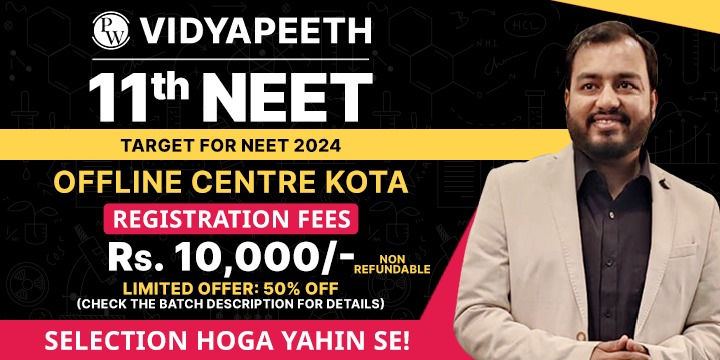 PW VIDYAPEETH
11th NEET
TARGET FOR NEET 2024
OFFLINE CENTRE KOTA
REGISTRATION FEES
Rs. 10,000/- NON
REFUNDABLE
LIMITED OFFER: 50% OFF
(CHECK THE BATCH DESCRIPTION FOR DETAILS)
SELECTION HOGA YAHIN SE!